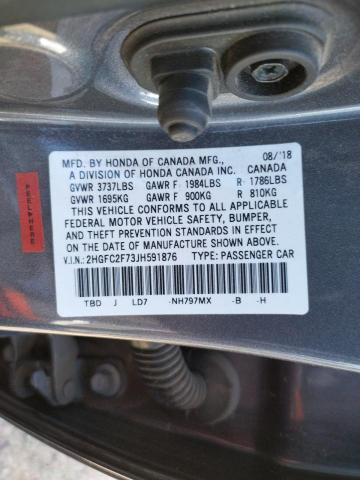 MFD. BY HONDA OF CANADA MFG., 08/'18
A DIVISION OF HONDA CANADA INC. CANADA
GVWR 3737LBS GAWR F 1984LBS R 1786LBS
GVWR 1695KG GAWR F 900KG R 810KG
THIS VEHICLE CONFORMS TO ALL APPLICABLE
FEDERAL MOTOR VEHICLE SAFETY, BUMPER,
AND THEFT PREVENTION STANDARDS IN EFFECT
ON THE DATE OF MANUFACTURE SHOWN ABOVE.
V.I.N.: 2HGFC2F73JH591876 TYPE: PASSENGER CAR
TBD J LD7 -NH797MX -B -H
PEEL HERE